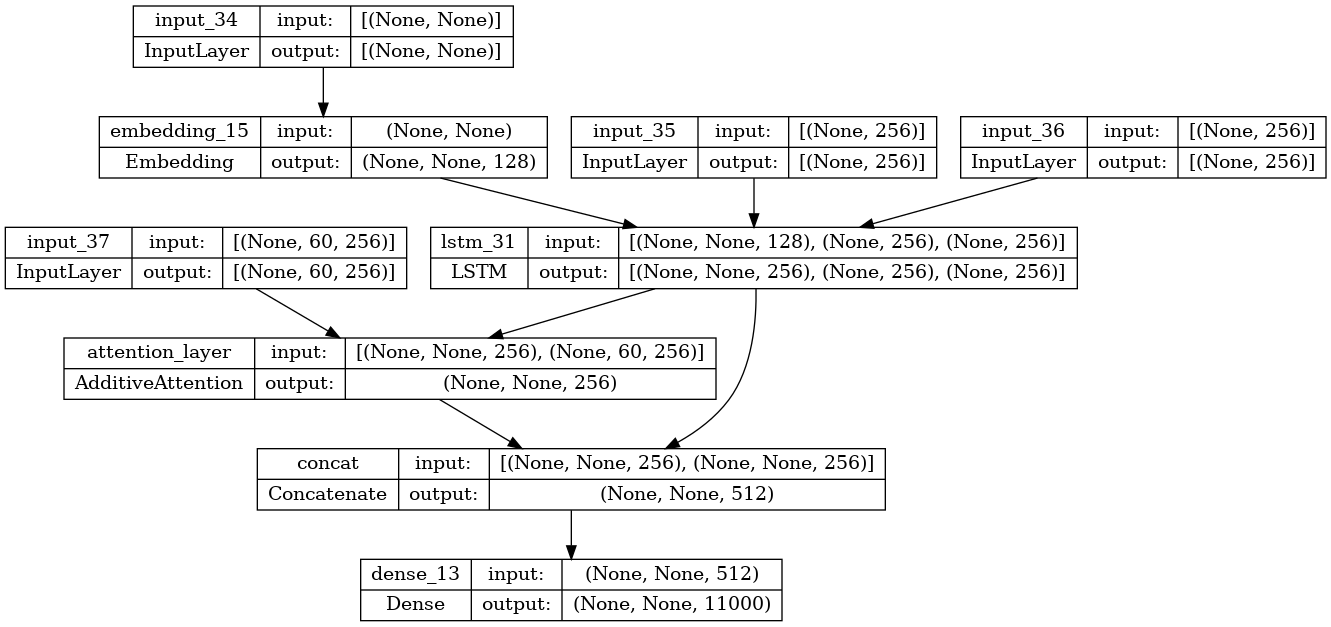 input_34 input: [(None, None)]
InputLayer output: [(None, None)]
embedding_15 input: (None, None)
Embedding output: (None, None, 128)
input_35 input: [(None, 256)]
InputLayer output: [(None, 256)]
input_36 input: [(None, 256)]
InputLayer output: [(None, 256)]
input_37 input: [(None, 60, 256)]
InputLayer output: [(None, 60, 256)]
lstm_31 input: [(None, None, 128), (None, 256), (None, 256)]
LSTM output: [(None, None, 256), (None, 256), (None, 256)]
attention_layer input: [(None, None, 256), (None, 60, 256)]
AdditiveAttention output: (None, None, 256)
concat input: [(None, None, 256), (None, None, 256)]
Concatenate output: (None, None, 512)
dense_13 input: (None, None, 512)
Dense output: (None, None, 11000)